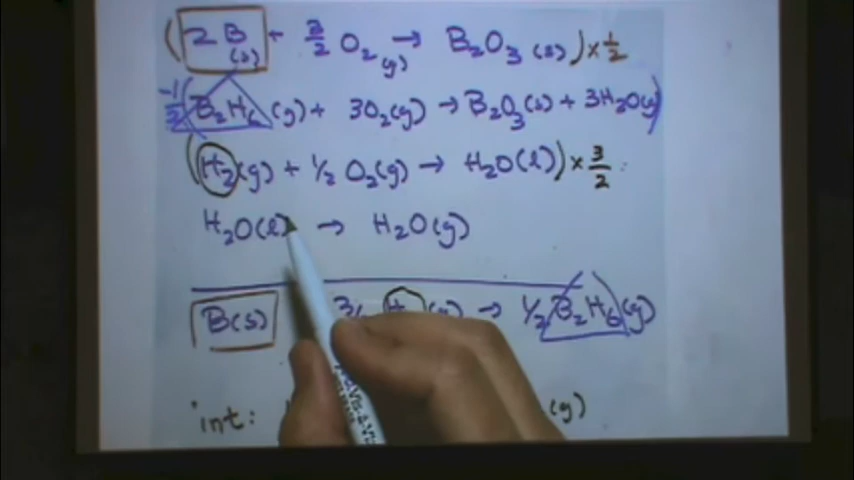 (2B(s) + 3/2 O₂(g) → B₂O₃(s)) × 1/2
-1/2 (B₂H₆(g) + 3O₂(g) → B₂O₃(s) + 3H₂O(g))
(H₂(g) + 1/2 O₂(g) → H₂O(l)) × 3/2
H₂O(l) → H₂O(g)
B(s) (g) → 1/2 B₂H₆(g)
int: (g)